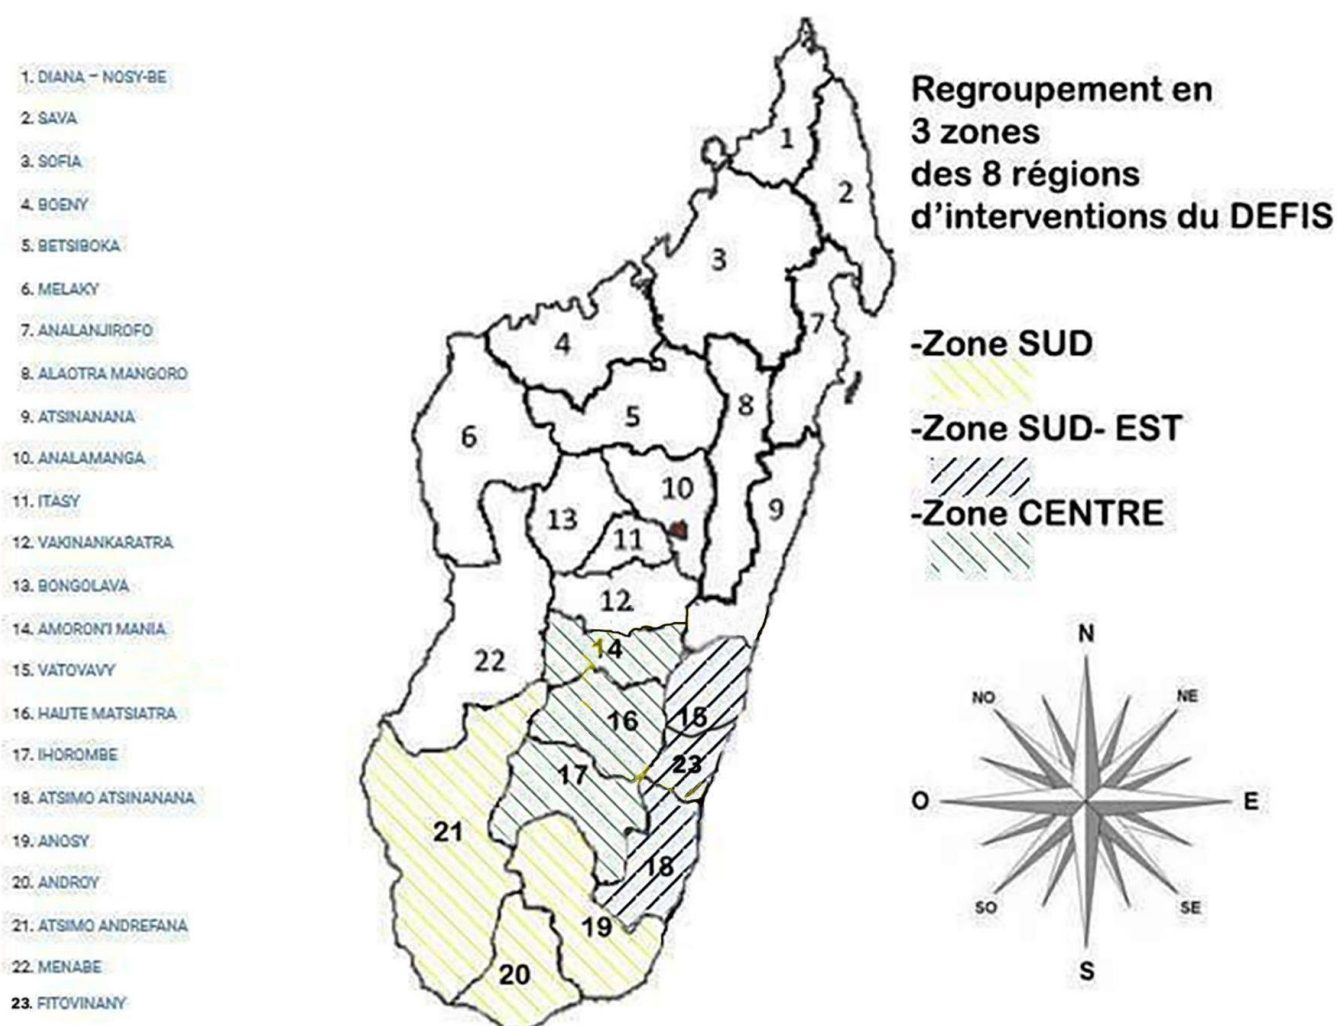 1. DIANA – NOSY-BE
2. SAVA
3. SOFIA
4. BOENY
5. BETSIBOKA
6. MELAKY
7. ANALANJIROFO
8. ALAOTRA MANGORO
9. ATSINANANA
10. ANALAMANGA
11. ITASY
12. VAKINANKARATRA
13. BONGOLAVA
14. AMORON'I MANIA
15. VATOVAVY
16. HAUTE MATSIATRA
17. IHOROMBE
18. ATSIMO ATSINANANA
19. ANOSY
20. ANDROY
21. ATSIMO ANDREFANA
22. MENABE
23. FITOVINANY
1
2
3
4
5
6
7
8
9
10
11
12
13
14
15
16
17
18
19
20
21
22
23
Regroupement en
3 zones
des 8 régions
d'interventions du DEFIS
-Zone SUD
-Zone SUD- EST
-Zone CENTRE
N
NO
NE
O
E
SO
SE
S